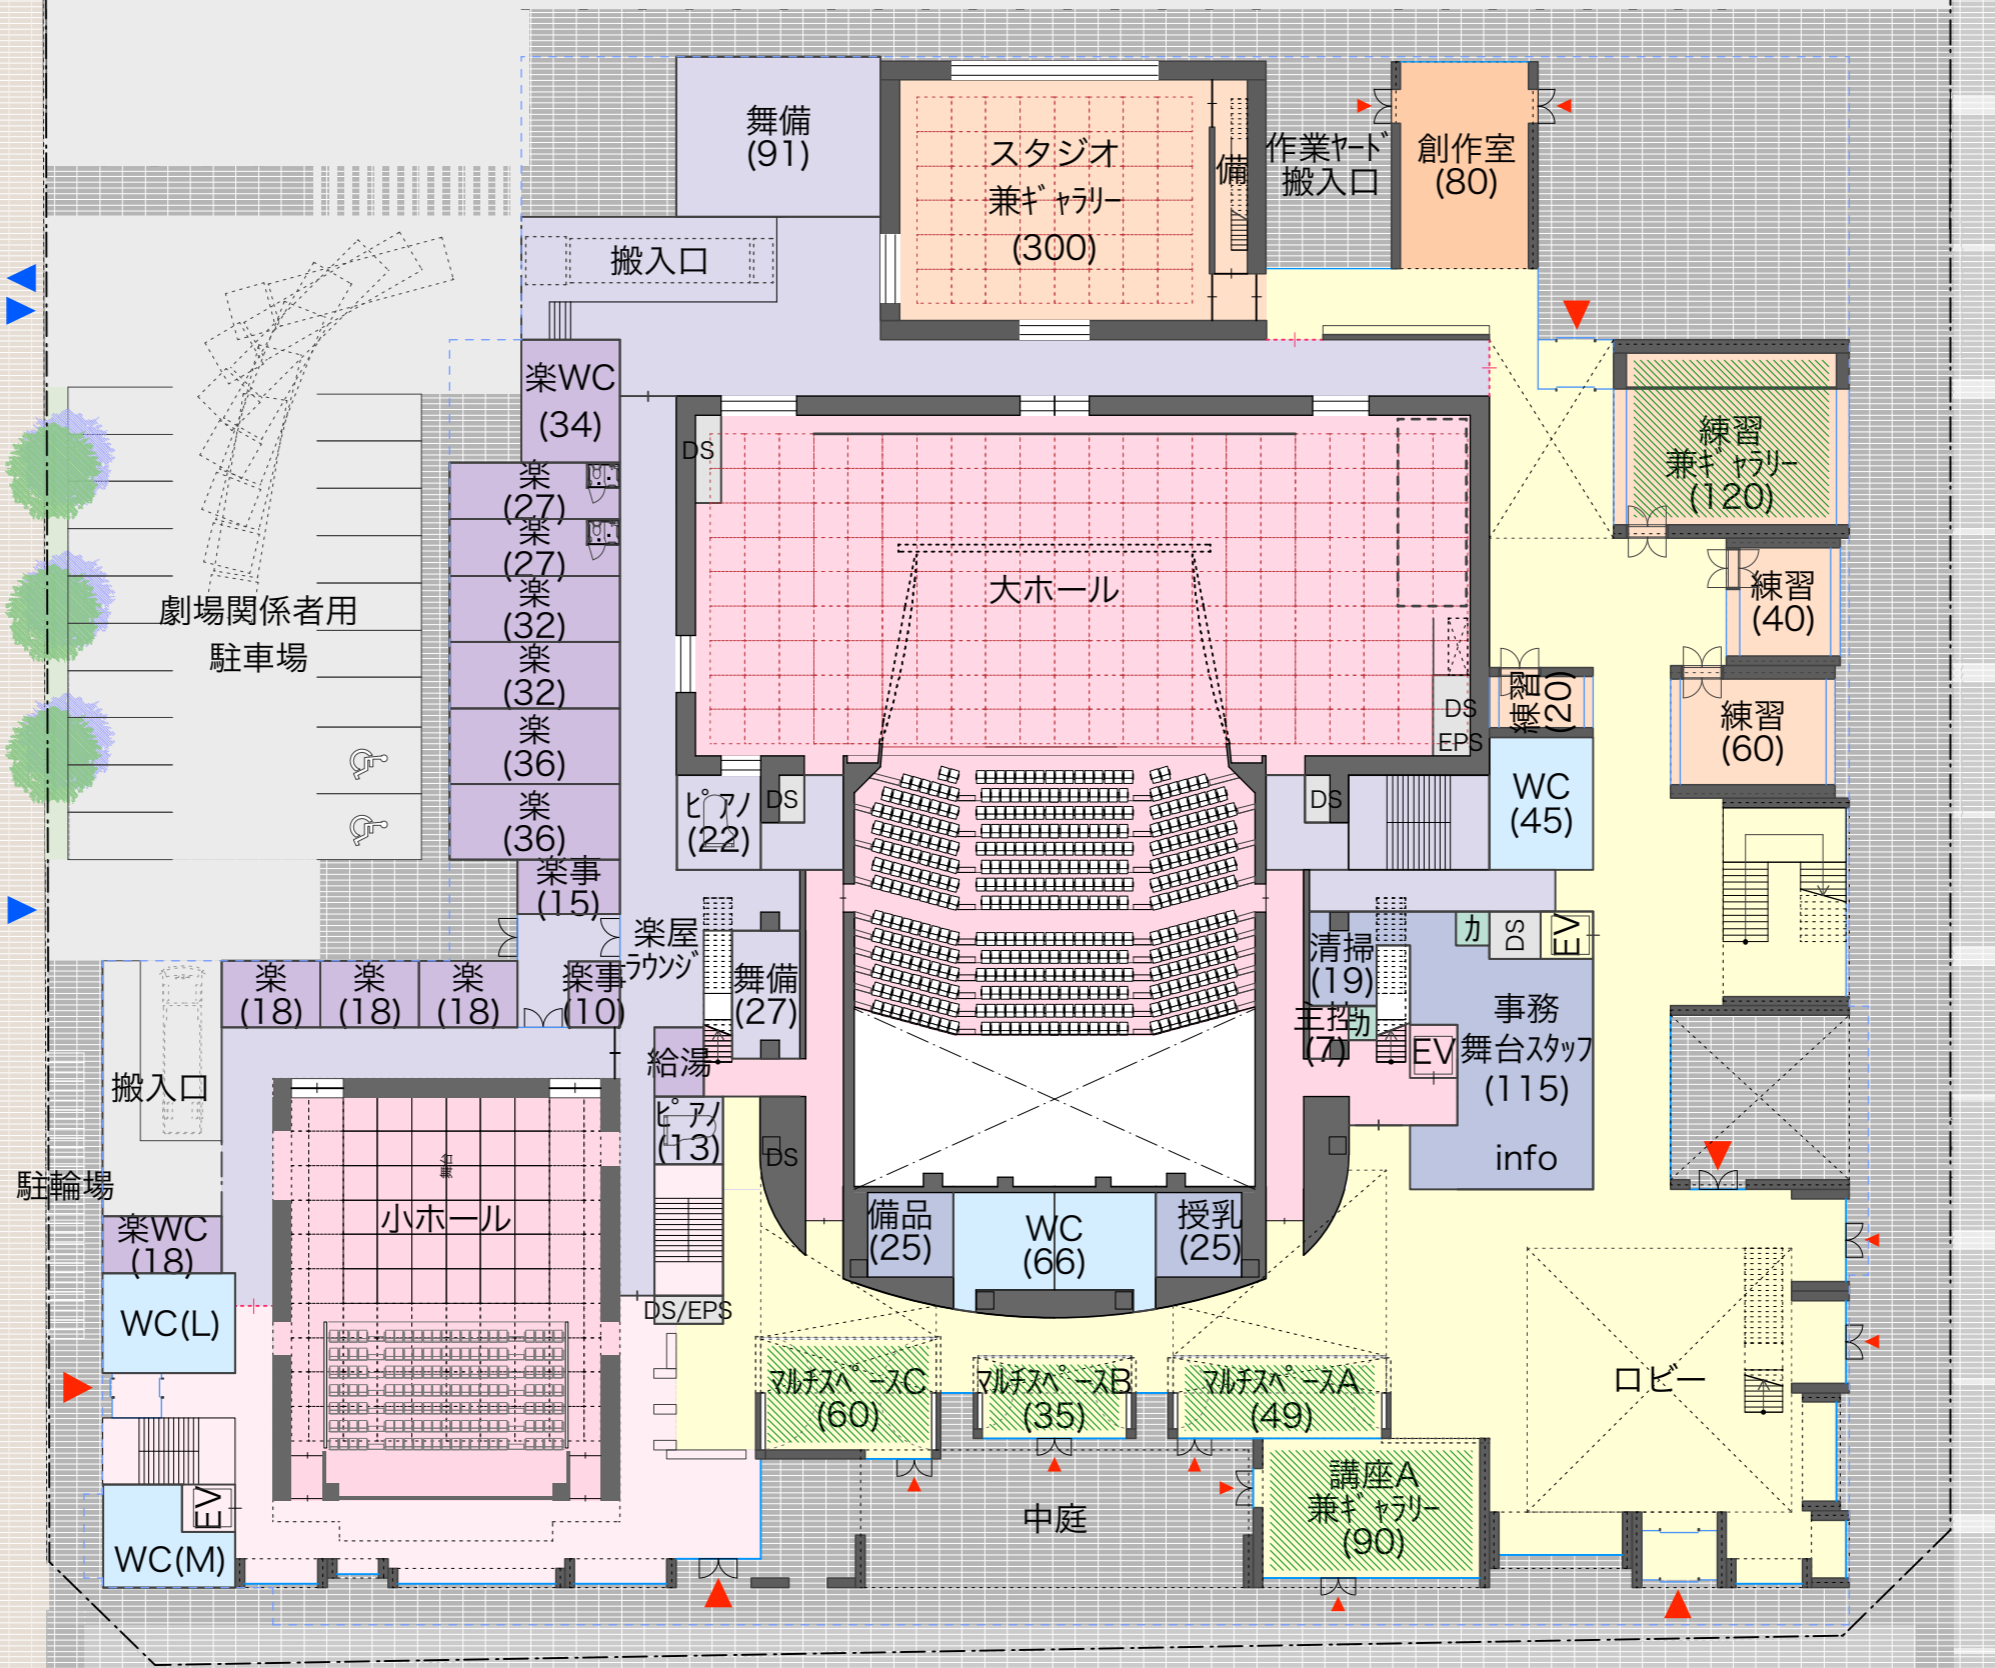 舞備
(91)
スタジオ
兼ギャラリー
(300)
備
作業ヤード
搬入口
創作室
(80)
搬入口
楽WC
(34)
DS
楽
(27)
楽
(27)
楽
(32)
楽
(32)
楽
(36)
楽
(36)
楽事
(15)
大ホール
練習
兼ギャラリー
(120)
練習
(40)
練習
(20)
練習
(60)
劇場関係者用
駐車場
DS
EPS
WC
(45)
ピアノ
(22)
DS
DS
楽屋
ラウンジ
舞備
(27)
清掃
(19)
カ
DS
EV
主控
(7)
助
EV
事務
舞台スタッフ
(115)
info
楽
(18)
楽
(18)
楽
(18)
楽事
(10)
給湯
搬入口
ピアノ
(13)
DS
駐輪場
楽WC
(18)
舞台
小ホール
備品
(25)
WC
(66)
授乳
(25)
WC(L)
DS/EPS
マルチスペースC
(60)
マルチスペースB
(35)
マルチスペースA
(49)
ロビー
EV
WC(M)
中庭
講座A
兼ギャラリー
(90)